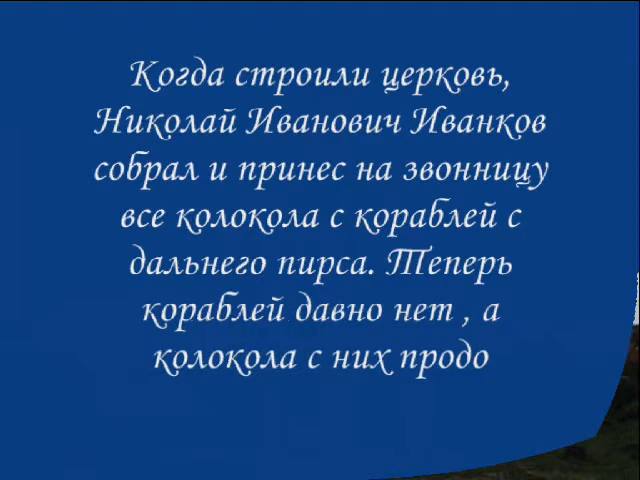 Когда строили церковь,
Николай Иванович Иванков
собрал и принес на звонницу
все колокола с кораблей с
дальнего пирса. Теперь
кораблей давно нет , а
колокола с них продо